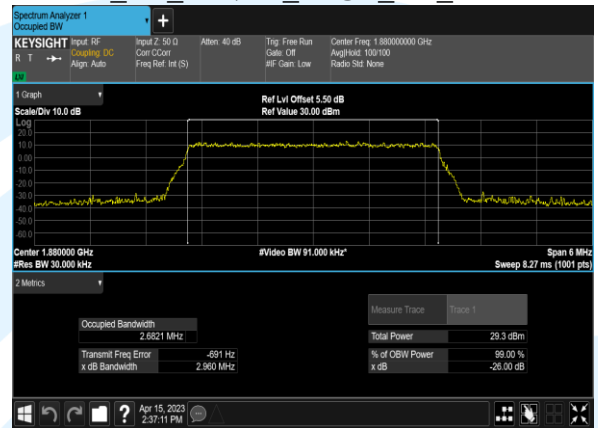 Spectrum Analyzer 1
Occupied BW
+
KEYSIGHT
R T
LV
Input: RF
Coupling: DC
Align: Auto
Input Z: 50 Ω
Corr CCorr
Freq Ref: Int (S)
Atten: 40 dB
Trig: Free Run
Gate: Off
#IF Gain: Low
Center Freq: 1.880000000 GHz
Avg|Hold: 100/100
Radio Std: None
1 Graph
Scale/Div 10.0 dB
Ref Lvl Offset 5.50 dB
Ref Value 30.00 dBm
Log
20.0
10.0
0.00
-10.0
-20.0
-30.0
-40.0
-50.0
-60.0
Center 1.880000 GHz
#Res BW 30.000 kHz
#Video BW 91.000 kHz*
Span 6 MHz
Sweep 8.27 ms (1001 pts)
2 Metrics
Measure Trace
Trace 1
Occupied Bandwidth
2.6821 MHz
Total Power
29.3 dBm
Transmit Freq Error
-691 Hz
% of OBW Power
99.00 %
x dB Bandwidth
2.960 MHz
x dB
-26.00 dB
?
Apr 15, 2023
2:37:11 PM